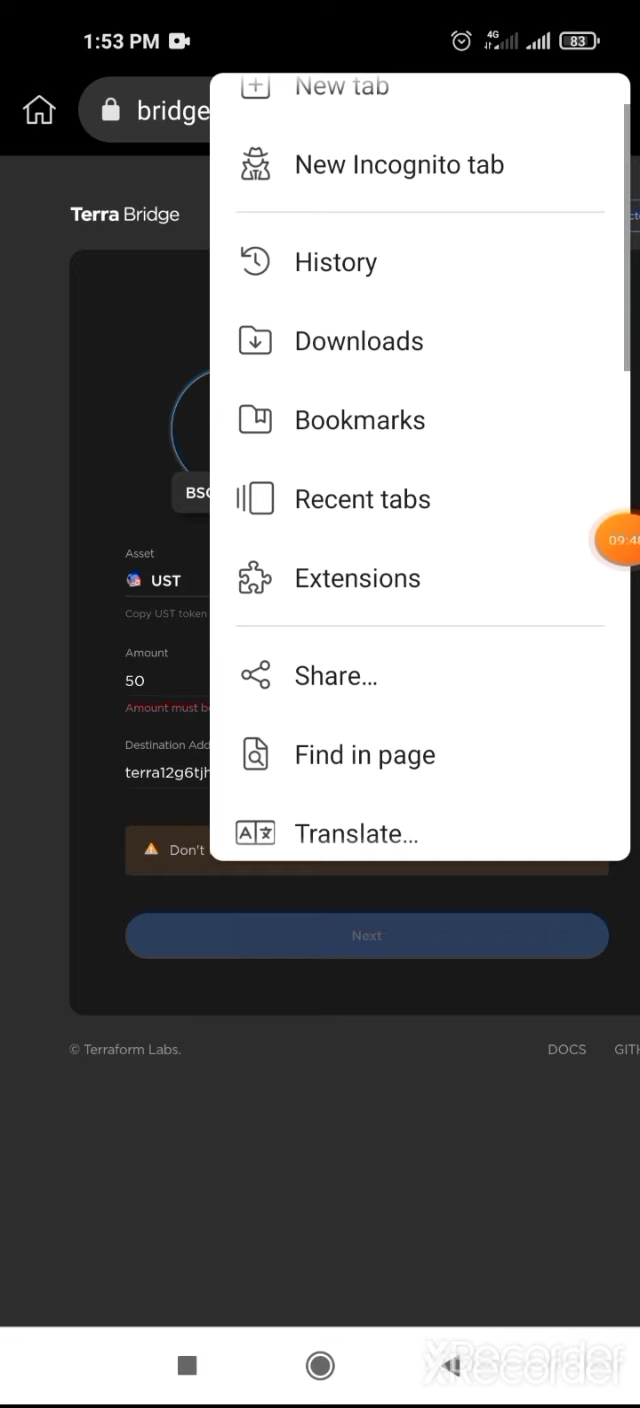 1:53 PM
4G
83
bridge
New tab
New Incognito tab
History
Downloads
Bookmarks
Recent tabs
Extensions
Share...
Find in page
Translate...
Terra Bridge
BSC
Asset
UST
Copy UST token
Amount
50
Amount must be
Destination Add
terra12g6tjh
Don't
Next
© Terraform Labs.
DOCS
GITH
09:48
XRecorder